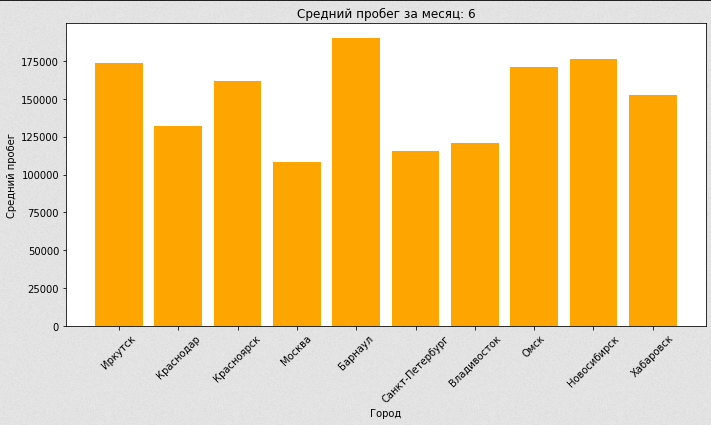 Средний пробег за месяц: 6
Средний пробег
175000
150000
125000
100000
75000
50000
25000
0
Иркутск
Краснодар
Красноярск
Москва
Барнаул
Санкт-Петербург
Владивосток
Омск
Новосибирск
Хабаровск
Город